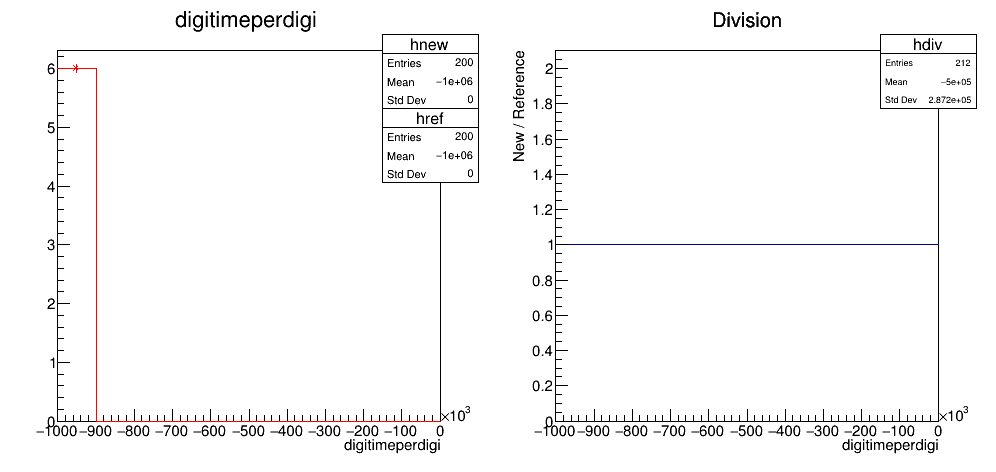 digitimeperdigi
hnew
Entries 200
Mean −1e+06
Std Dev 0
href
Entries 200
Mean −1e+06
Std Dev 0
6
5
4
3
2
1
0
−1000 −900 −800 −700 −600 −500 −400 −300 −200 −100 0
×10³
digitimeperdigi
Division
hdiv
Entries 212
Mean −5e+05
Std Dev 2.872e+05
New / Reference
2
1.8
1.6
1.4
1.2
1
0.8
0.6
0.4
0.2
0
−1000 −900 −800 −700 −600 −500 −400 −300 −200 −100 0
×10³
digitimeperdigi